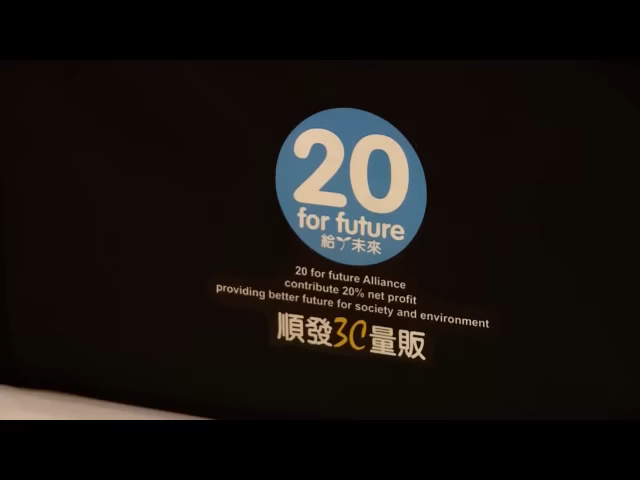 20
for future
給丫未來
20 for future Alliance
contribute 20% net profit
providing better future for society and environment
順發3C量販